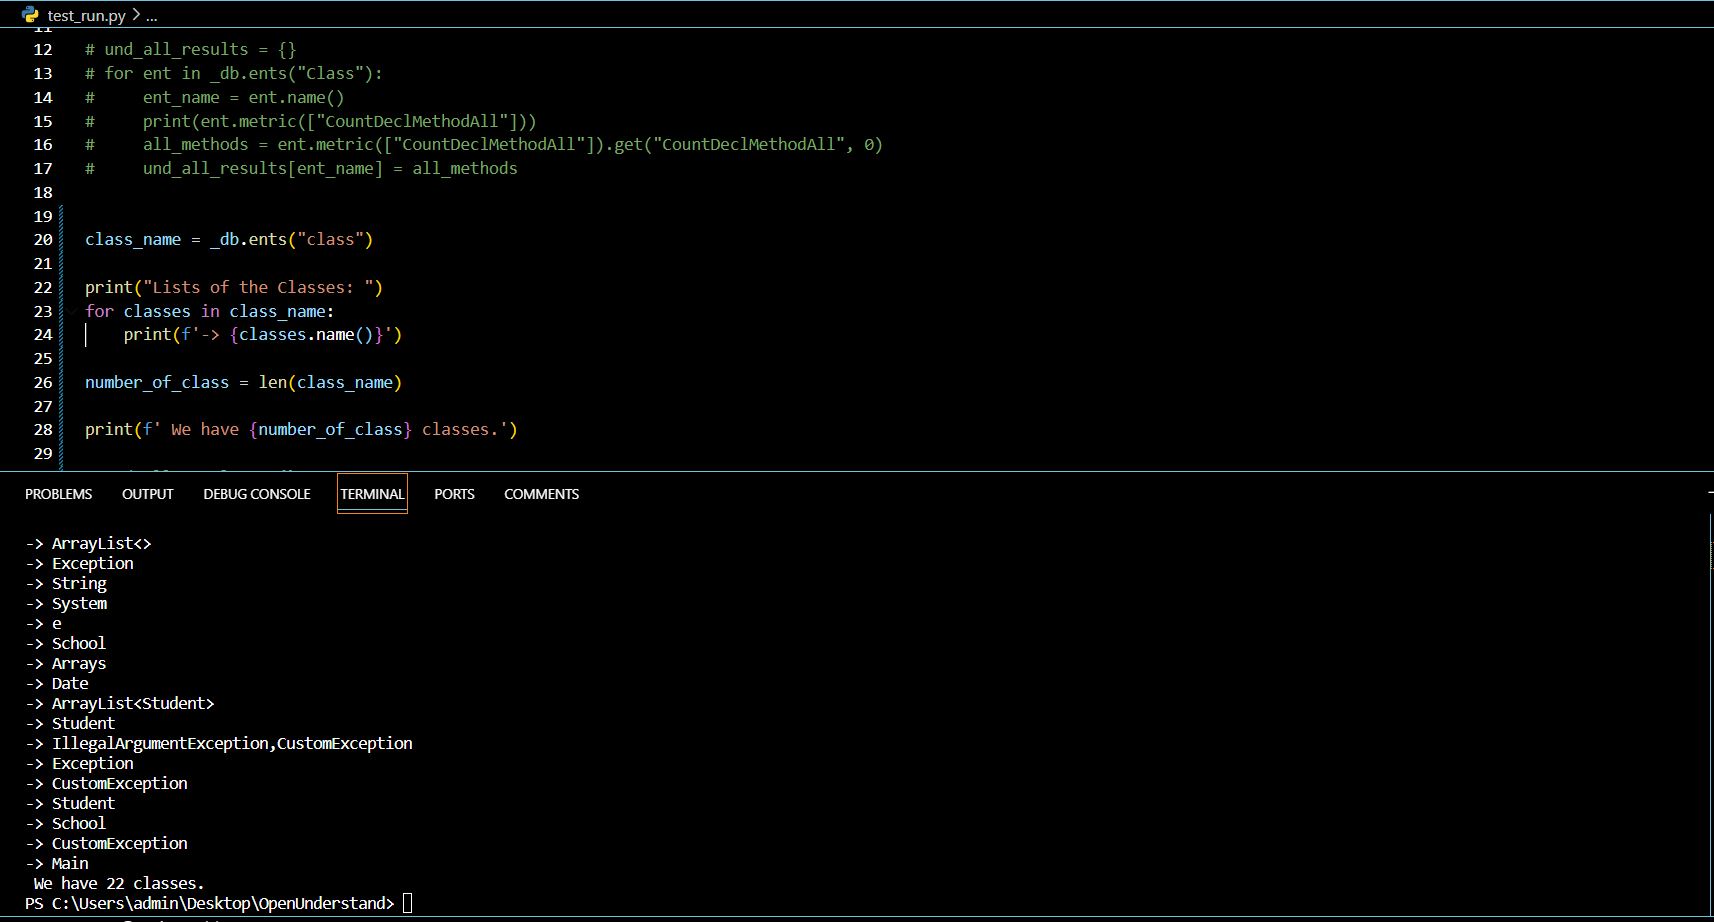 test_run.py > ...
11
12 # und_all_results = {}
13 # for ent in _db.ents("Class"):
14 #     ent_name = ent.name()
15 #     print(ent.metric(["CountDeclMethodAll"]))
16 #     all_methods = ent.metric(["CountDeclMethodAll"]).get("CountDeclMethodAll", 0)
17 #     und_all_results[ent_name] = all_methods
18
19
20 class_name = _db.ents("class")
21
22 print("Lists of the Classes: ")
23 for classes in class_name:
24     print(f'-> {classes.name()}')
25
26 number_of_class = len(class_name)
27
28 print(f' We have {number_of_class} classes.')
29
PROBLEMS OUTPUT DEBUG CONSOLE TERMINAL PORTS COMMENTS
-> ArrayList<>
-> Exception
-> String
-> System
-> e
-> School
-> Arrays
-> Date
-> ArrayList<Student>
-> Student
-> IllegalArgumentException,CustomException
-> Exception
-> CustomException
-> Student
-> School
-> CustomException
-> Main
 We have 22 classes.
PS C:\Users\admin\Desktop\OpenUnderstand>